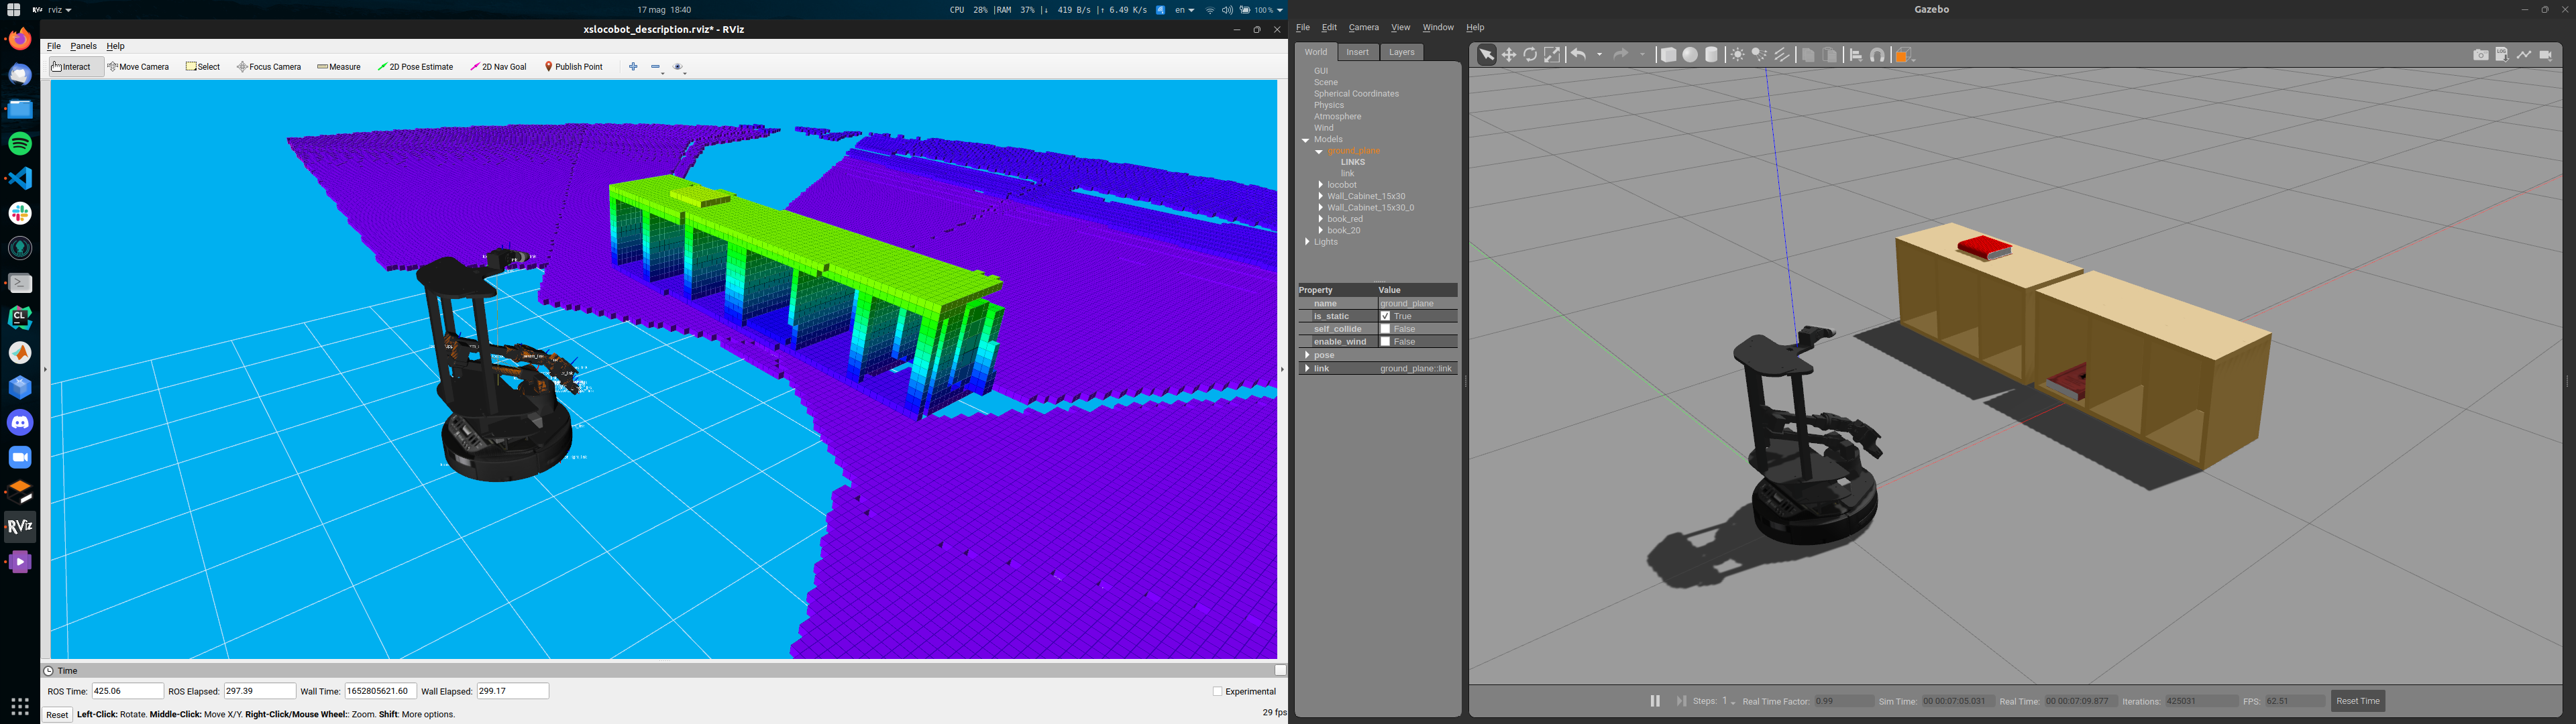 rviz
17 mag 18:40
CPU 28% |RAM 37% |↓ 419 B/s |↑ 6.49 K/s en 100 %
xslocobot_description.rviz* - RViz
File Panels Help
Interact Move Camera Select Focus Camera Measure 2D Pose Estimate 2D Nav Goal Publish Point
CL
RViz
Time
ROS Time: 425.06 ROS Elapsed: 297.39 Wall Time: 1652805621.60 Wall Elapsed: 299.17 Experimental
Reset Left-Click: Rotate. Middle-Click: Move X/Y. Right-Click/Mouse Wheel:: Zoom. Shift: More options. 29 fps
Gazebo
File Edit Camera View Window Help
World Insert Layers
GUI
Scene
Spherical Coordinates
Physics
Atmosphere
Wind
Models
ground_plane
LINKS
link
locobot
Wall_Cabinet_15x30
Wall_Cabinet_15x30_0
book_red
book_20
Lights
Property Value
name ground_plane
is_static True
self_collide False
enable_wind False
pose
link ground_plane::link
Steps: 1 Real Time Factor: 0.99 Sim Time: 00 00:07:05.031 Real Time: 00 00:07:09.877 Iterations: 425031 FPS: 62.51 Reset Time